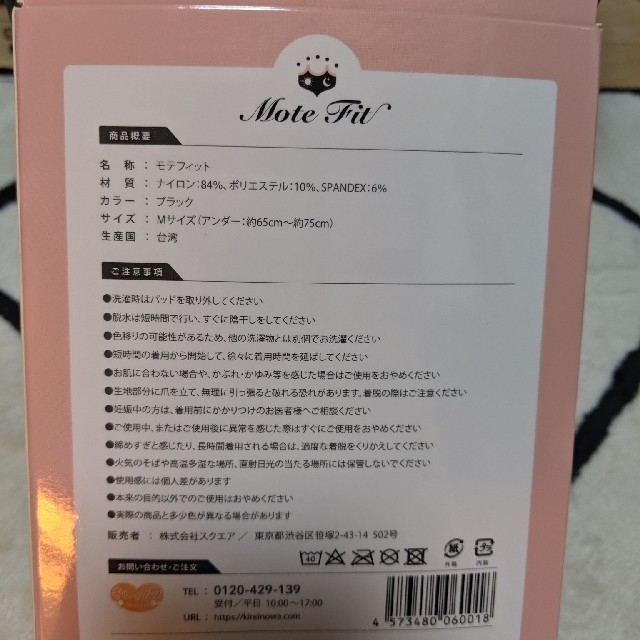 Mote Fit
商品概要
名 称 ： モテフィット
材 質 ： ナイロン：84%、ポリエステル：10%、SPANDEX：6%
カラー ： ブラック
サイズ ： Mサイズ（アンダー：約65cm～約75cm）
生産国 ： 台湾
ご注意事項
●洗濯時はパッドを取り外してください
●脱水は短時間で行い、すぐに陰干しをしてください
●色移りの可能性があるため、他の洗濯物とは別個でお洗濯ください
●短時間の着用から開始して、徐々に着用時間を延ばしてください
●お肌に合わない場合や、かぶれ・かゆみ等を感じた場合はご使用をおやめください
●生地部分に爪を立て、無理に引っ張ると破れる恐れがあります。着脱の際はご注意ください
●妊娠中の方は、着用前にかかりつけのお医者様へご相談ください
●ご使用中、またはご使用後に異常を感じた際はすぐにご使用をおやめください
●締めすぎと感じたり、長時間着用される場合は、適度な着脱をくりかえしてください
●火気のそばや高温多湿な場所、直射日光の当たる場所には保管しないでください
●使用感には個人差があります
●本来の目的以外でのご使用はおやめください
●実際の商品と多少色が異なる場合があります
販売者 ： 株式会社スクエア ／ 東京都渋谷区笹塚2-43-14 502号
40
紙
外箱
プラ
内袋
お問い合わせ・ご注文
TEL ： 0120-429-139
受付／平日 10:00～17:00
URL ： https://kireinowa.com/
4 573480 060018